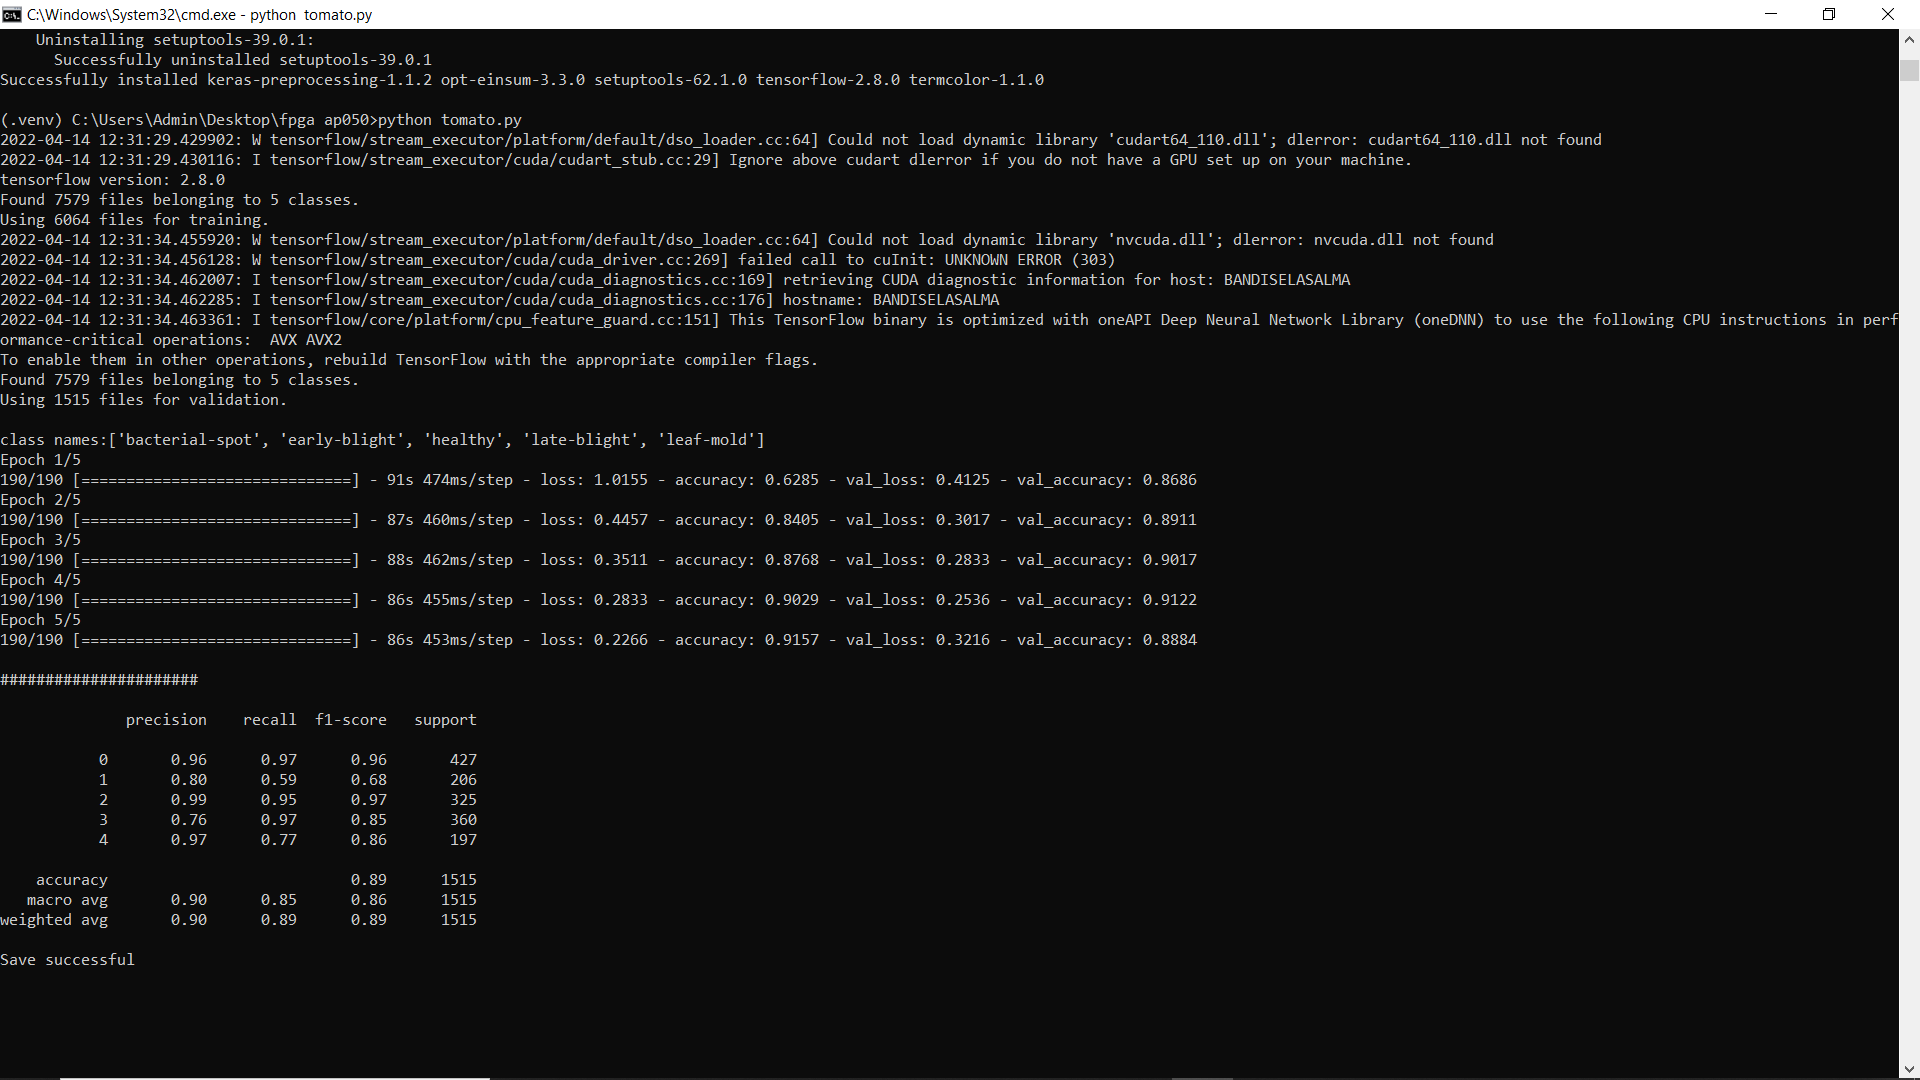 C:\Windows\System32\cmd.exe - python  tomato.py
    Uninstalling setuptools-39.0.1:
      Successfully uninstalled setuptools-39.0.1
Successfully installed keras-preprocessing-1.1.2 opt-einsum-3.3.0 setuptools-62.1.0 tensorflow-2.8.0 termcolor-1.1.0
(.venv) C:\Users\Admin\Desktop\fpga ap050>python tomato.py
2022-04-14 12:31:29.429902: W tensorflow/stream_executor/platform/default/dso_loader.cc:64] Could not load dynamic library 'cudart64_110.dll'; dlerror: cudart64_110.dll not found
2022-04-14 12:31:29.430116: I tensorflow/stream_executor/cuda/cudart_stub.cc:29] Ignore above cudart dlerror if you do not have a GPU set up on your machine.
tensorflow version: 2.8.0
Found 7579 files belonging to 5 classes.
Using 6064 files for training.
2022-04-14 12:31:34.455920: W tensorflow/stream_executor/platform/default/dso_loader.cc:64] Could not load dynamic library 'nvcuda.dll'; dlerror: nvcuda.dll not found
2022-04-14 12:31:34.456128: W tensorflow/stream_executor/cuda/cuda_driver.cc:269] failed call to cuInit: UNKNOWN ERROR (303)
2022-04-14 12:31:34.462007: I tensorflow/stream_executor/cuda/cuda_diagnostics.cc:169] retrieving CUDA diagnostic information for host: BANDISELASALMA
2022-04-14 12:31:34.462285: I tensorflow/stream_executor/cuda/cuda_diagnostics.cc:176] hostname: BANDISELASALMA
2022-04-14 12:31:34.463361: I tensorflow/core/platform/cpu_feature_guard.cc:151] This TensorFlow binary is optimized with oneAPI Deep Neural Network Library (oneDNN) to use the following CPU instructions in perf
ormance-critical operations:  AVX AVX2
To enable them in other operations, rebuild TensorFlow with the appropriate compiler flags.
Found 7579 files belonging to 5 classes.
Using 1515 files for validation.
class names:['bacterial-spot', 'early-blight', 'healthy', 'late-blight', 'leaf-mold']
Epoch 1/5
190/190 [==============================] - 91s 474ms/step - loss: 1.0155 - accuracy: 0.6285 - val_loss: 0.4125 - val_accuracy: 0.8686
Epoch 2/5
190/190 [==============================] - 87s 460ms/step - loss: 0.4457 - accuracy: 0.8405 - val_loss: 0.3017 - val_accuracy: 0.8911
Epoch 3/5
190/190 [==============================] - 88s 462ms/step - loss: 0.3511 - accuracy: 0.8768 - val_loss: 0.2833 - val_accuracy: 0.9017
Epoch 4/5
190/190 [==============================] - 86s 455ms/step - loss: 0.2833 - accuracy: 0.9029 - val_loss: 0.2536 - val_accuracy: 0.9122
Epoch 5/5
190/190 [==============================] - 86s 453ms/step - loss: 0.2266 - accuracy: 0.9157 - val_loss: 0.3216 - val_accuracy: 0.8884
######################
              precision    recall  f1-score   support
           0       0.96      0.97      0.96       427
           1       0.80      0.59      0.68       206
           2       0.99      0.95      0.97       325
           3       0.76      0.97      0.85       360
           4       0.97      0.77      0.86       197
    accuracy                           0.89      1515
   macro avg       0.90      0.85      0.86      1515
weighted avg       0.90      0.89      0.89      1515
Save successful